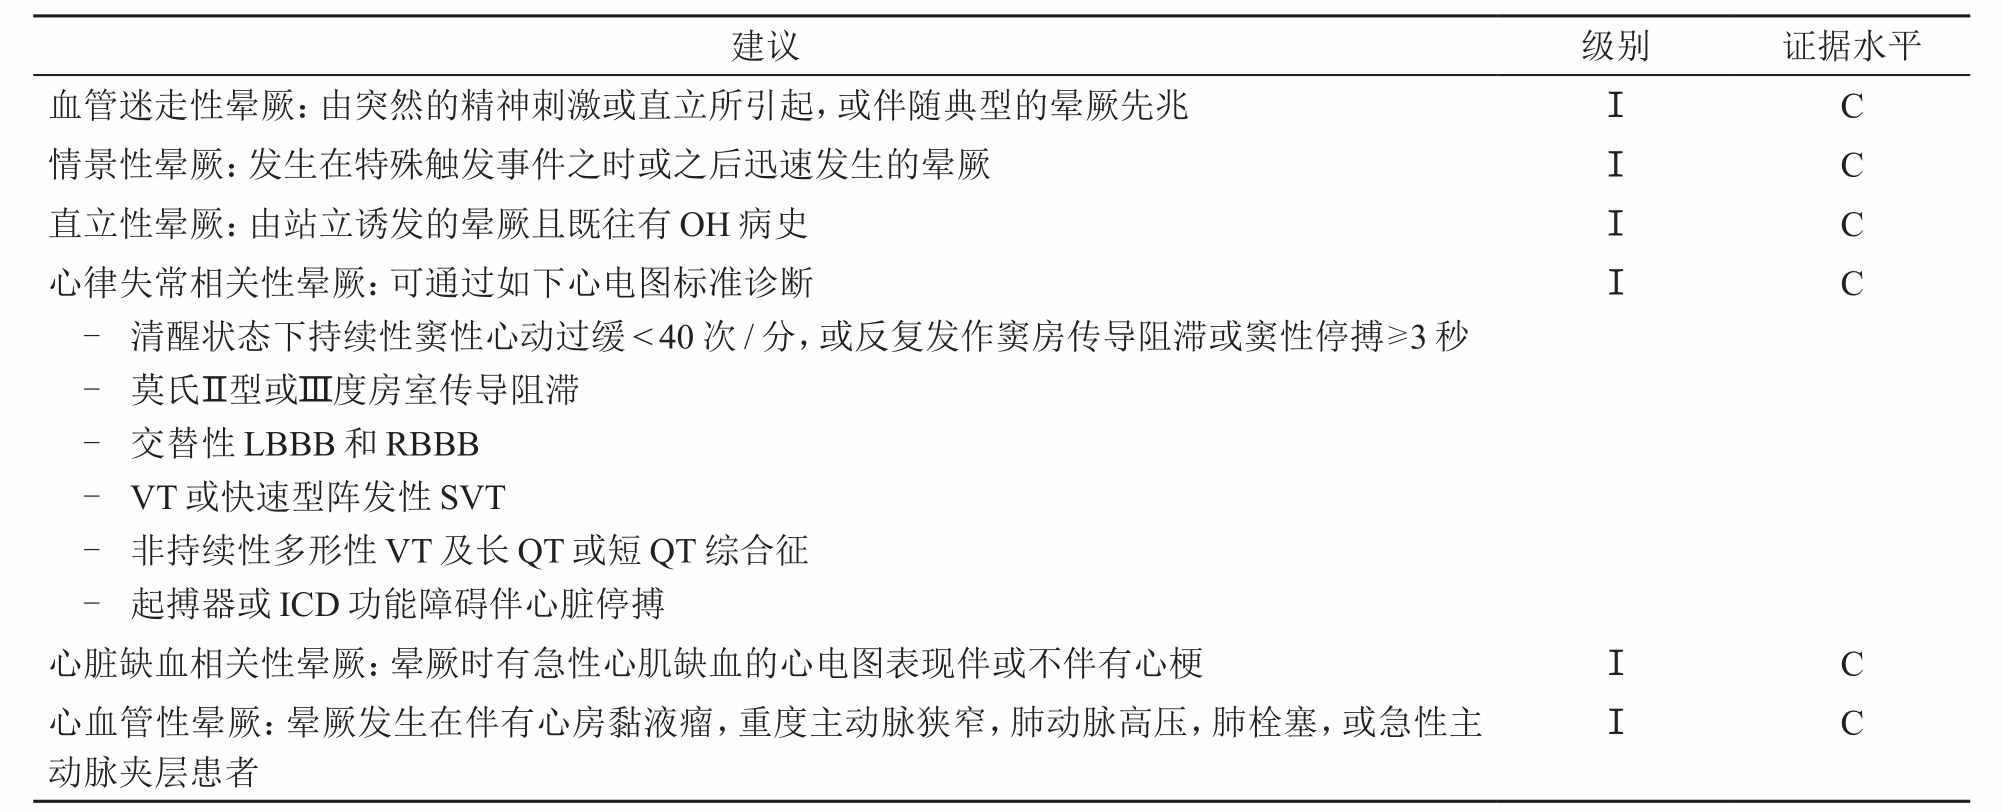 建议 级别 证据水平
血管迷走性晕厥：由突然的精神刺激或直立所引起，或伴随典型的晕厥先兆 Ⅰ C
情景性晕厥：发生在特殊触发事件之时或之后迅速发生的晕厥 Ⅰ C
直立性晕厥：由站立诱发的晕厥且既往有 OH 病史 Ⅰ C
心律失常相关性晕厥：可通过如下心电图标准诊断 Ⅰ C
– 清醒状态下持续性窦性心动过缓<40 次 / 分，或反复发作窦房传导阻滞或窦性停搏≥3 秒
– 莫氏Ⅱ型或Ⅲ度房室传导阻滞
– 交替性 LBBB 和 RBBB
– VT 或快速型阵发性 SVT
– 非持续性多形性 VT 及长 QT 或短 QT 综合征
– 起搏器或 ICD 功能障碍伴心脏停搏
心脏缺血相关性晕厥：晕厥时有急性心肌缺血的心电图表现伴或不伴有心梗 Ⅰ C
心血管性晕厥：晕厥发生在伴有心房黏液瘤，重度主动脉狭窄，肺动脉高压，肺栓塞，或急性主 Ⅰ C
动脉夹层患者